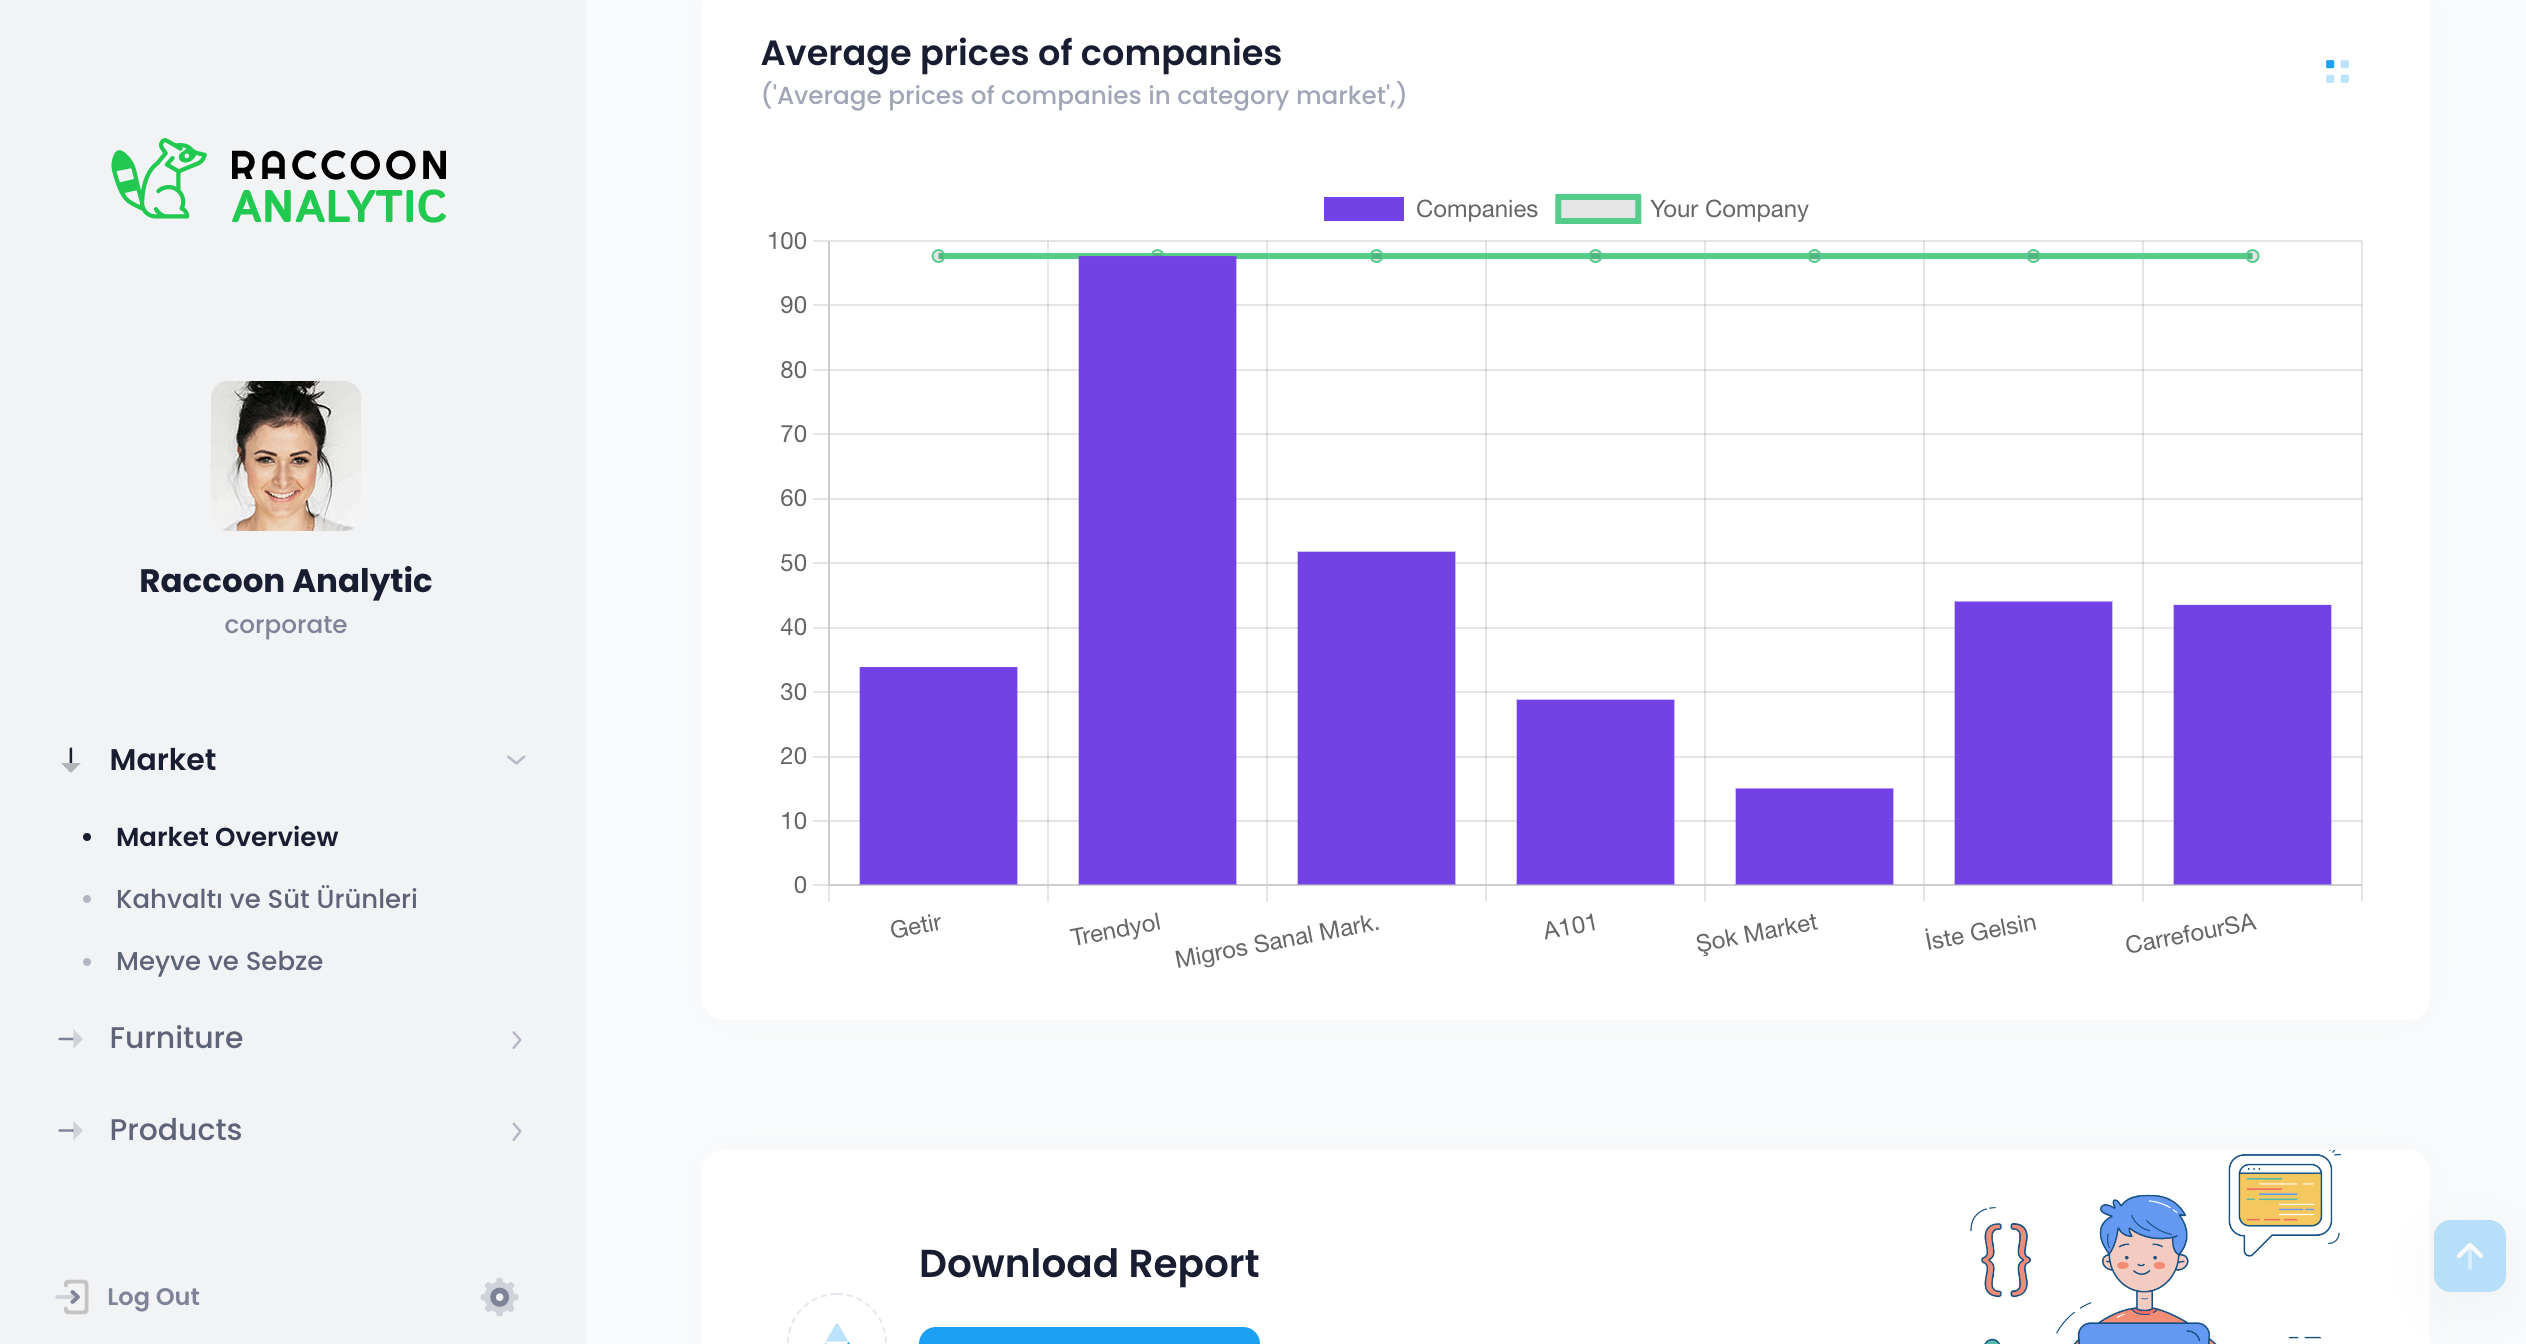 RACCOON
ANALYTIC
Raccoon Analytic
corporate
Market
Market Overview
Kahvaltı ve Süt Ürünleri
Meyve ve Sebze
Furniture
Products
Log Out
Average prices of companies
('Average prices of companies in category market',)
Companies
Your Company
100
90
80
70
60
50
40
30
20
10
0
Getir
Trendyol
Migros Sanal Mark.
A101
Şok Market
İste Gelsin
CarrefourSA
Download Report